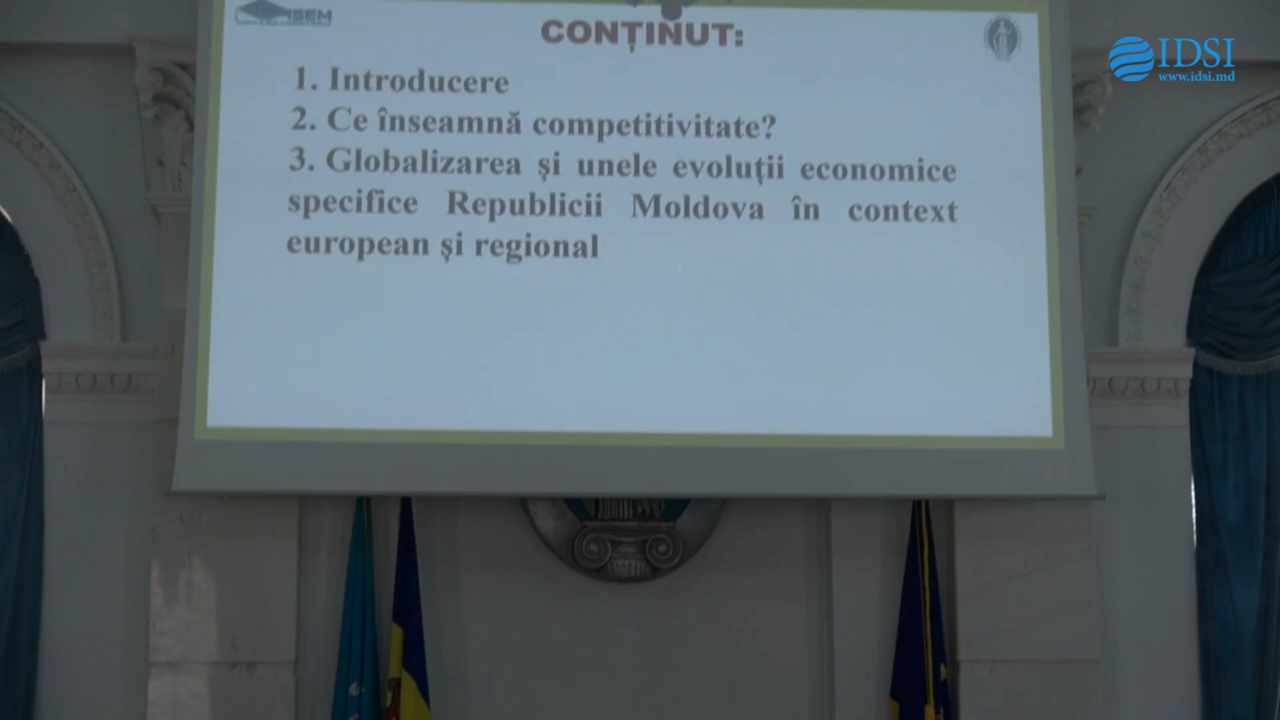 ISEM
CONȚINUT:
IDSI
www.idsi.md
1. Introducere
2. Ce înseamnă competitivitate?
3. Globalizarea și unele evoluții economice
specifice Republicii Moldova în context
european și regional